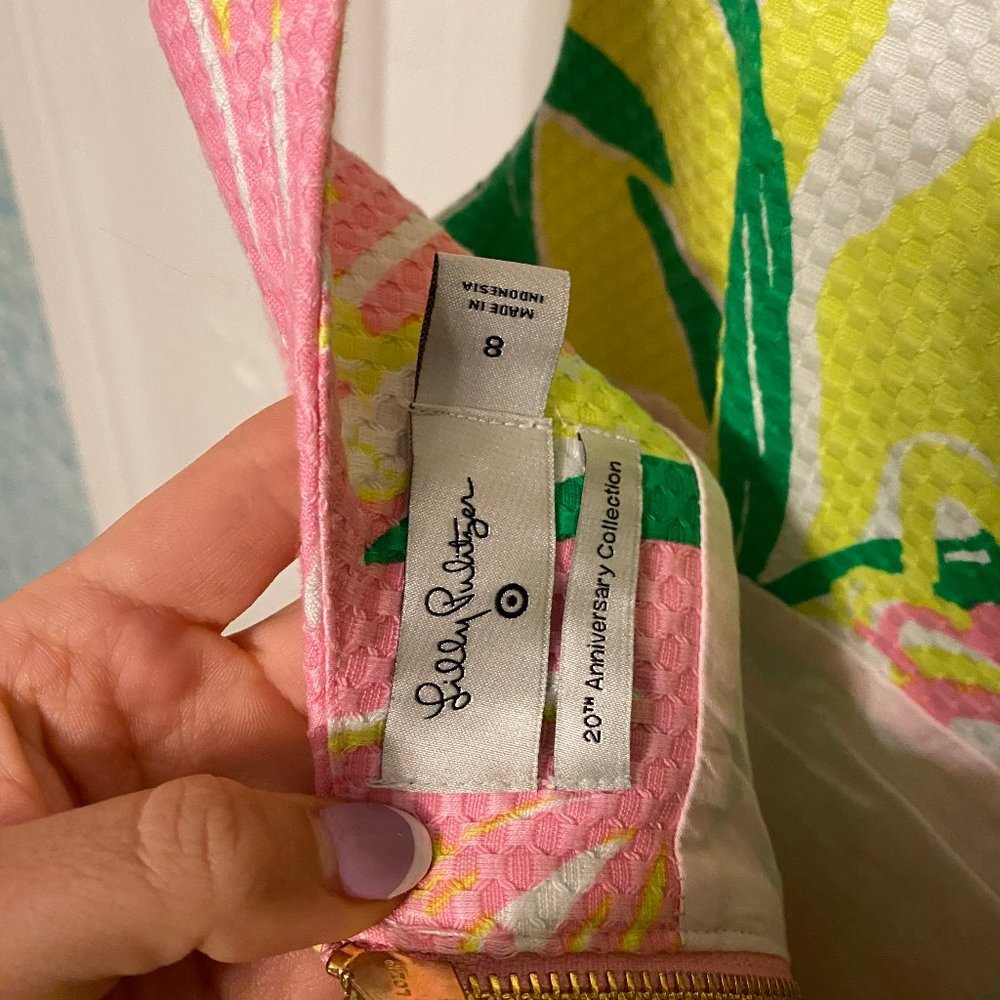 MADE IN
INDONESIA
8
Lilly Pulitzer
20TH Anniversary Collection